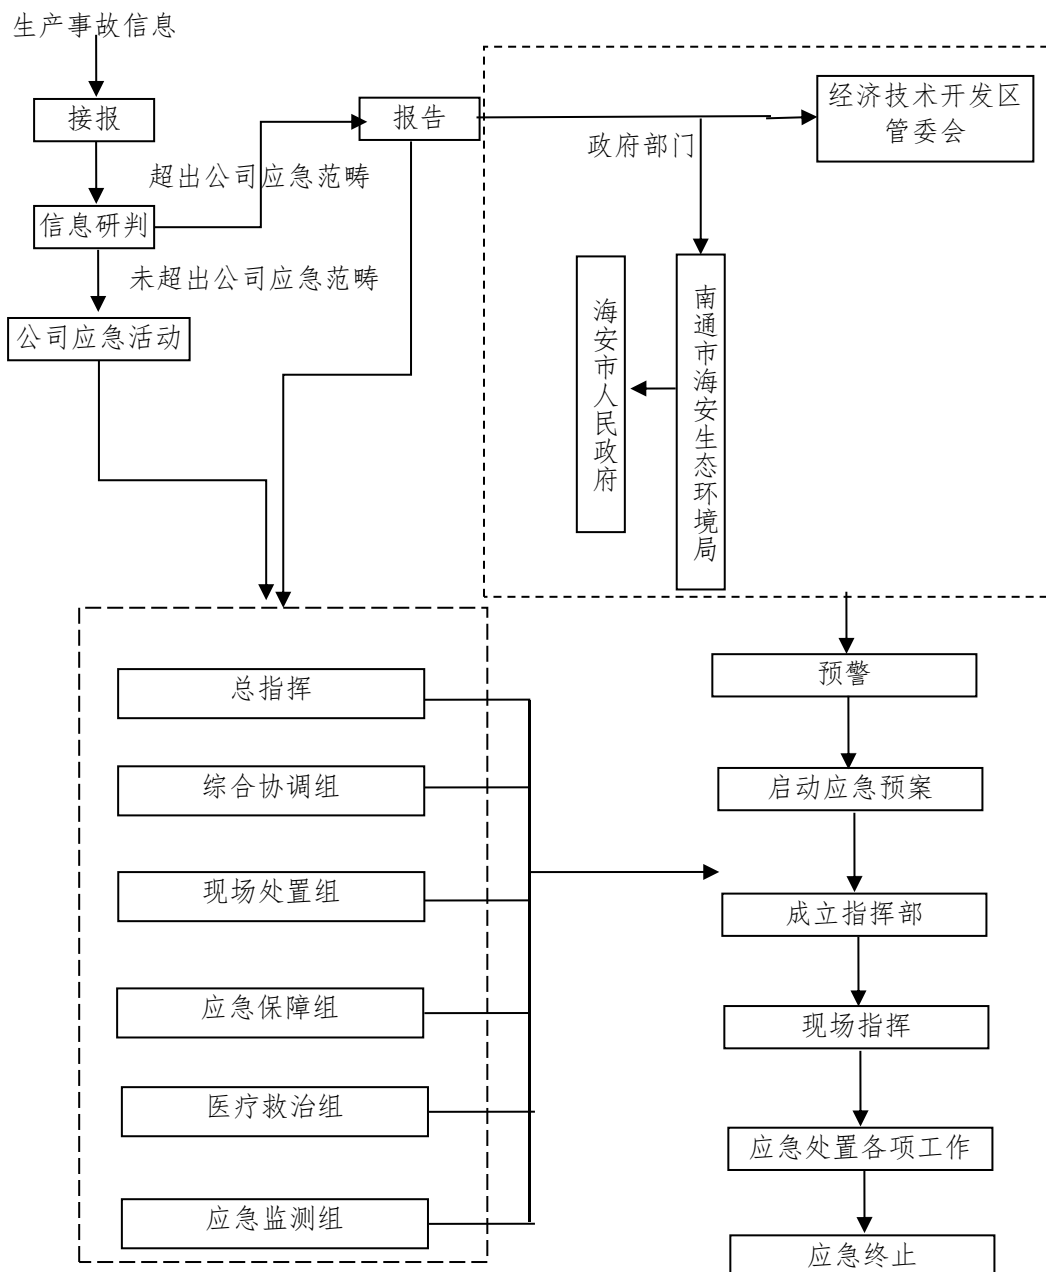 生产事故信息
接报
报告
经济技术开发区
管委会
政府部门
超出公司应急范畴
信息研判
未超出公司应急范畴
公司应急活动
海安市人民政府
南通市海安生态环境局
总指挥
综合协调组
现场处置组
应急保障组
医疗救治组
应急监测组
预警
启动应急预案
成立指挥部
现场指挥
应急处置各项工作
应急终止